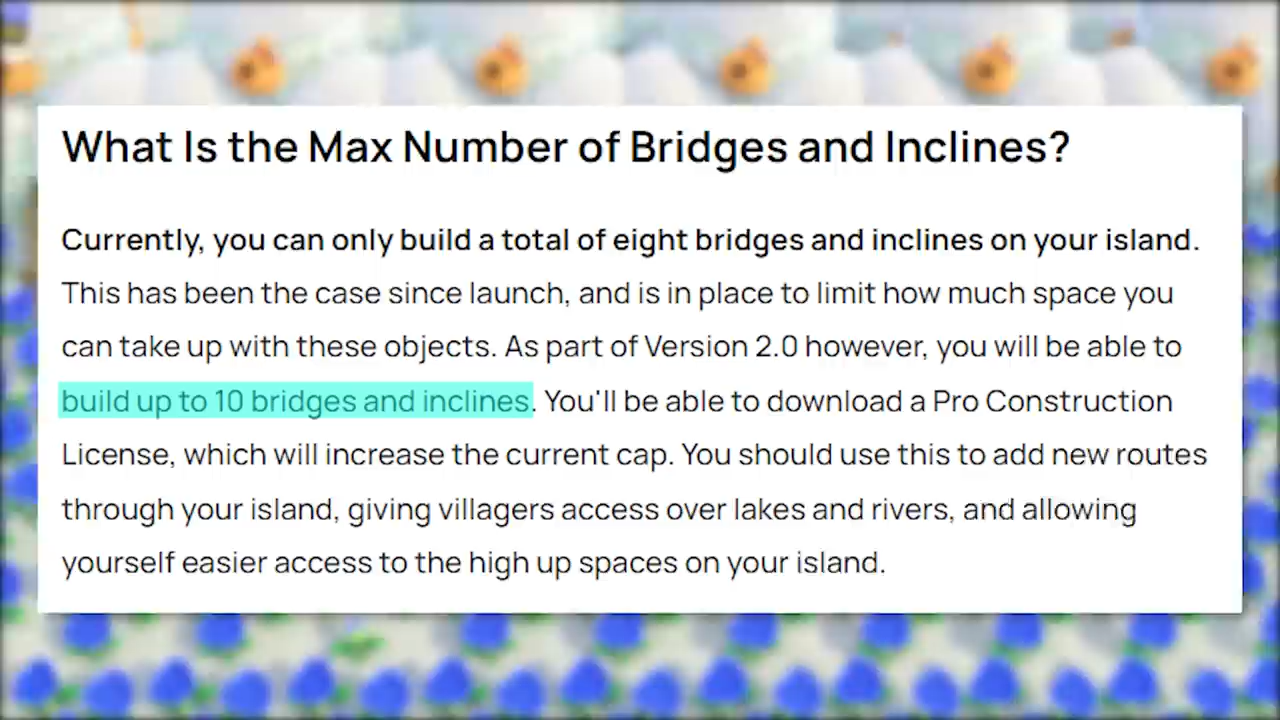 What Is the Max Number of Bridges and Inclines?
Currently, you can only build a total of eight bridges and inclines on your island.
This has been the case since launch, and is in place to limit how much space you
can take up with these objects. As part of Version 2.0 however, you will be able to
build up to 10 bridges and inclines. You'll be able to download a Pro Construction
License, which will increase the current cap. You should use this to add new routes
through your island, giving villagers access over lakes and rivers, and allowing
yourself easier access to the high up spaces on your island.